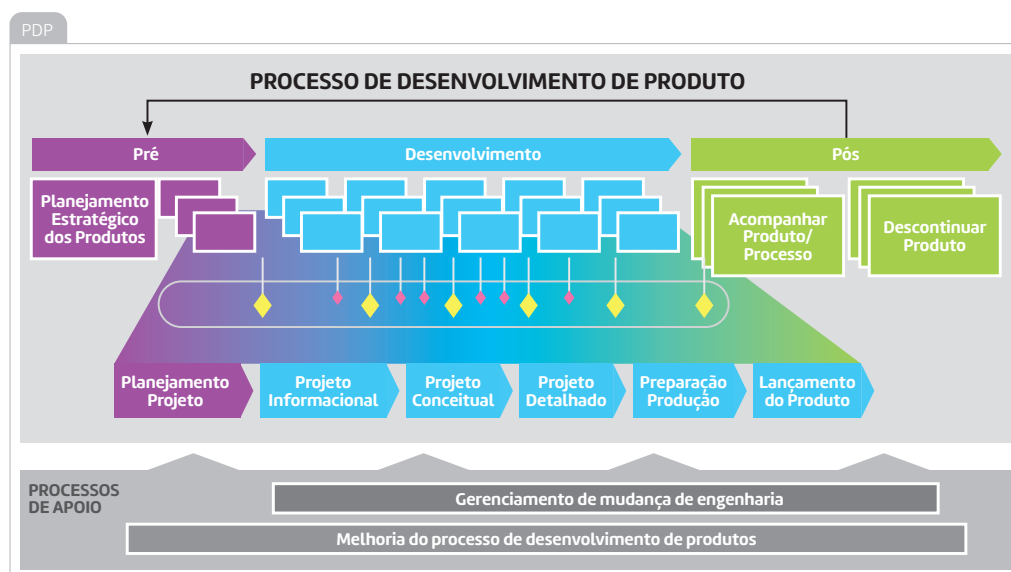 PDP
PROCESSO DE DESENVOLVIMENTO DE PRODUTO
Pré
Desenvolvimento
Pós
Planejamento
Estratégico
dos Produtos
Acompanhar
Produto/
Processo
Descontinuar
Produto
Planejamento
Projeto
Projeto
Informacional
Projeto
Conceitual
Projeto
Detalhado
Preparação
Produção
Lançamento
do Produto
PROCESSOS
DE APOIO
Gerenciamento de mudança de engenharia
Melhoria do processo de desenvolvimento de produtos